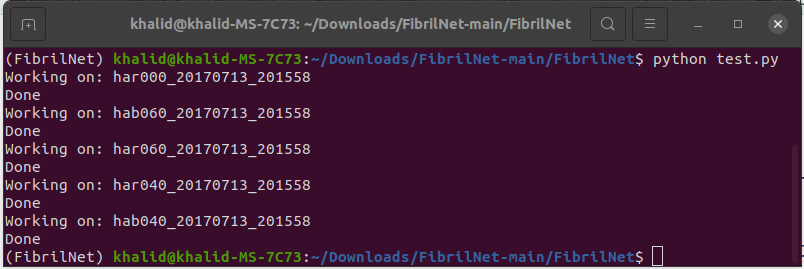 khalid@khalid-MS-7C73: ~/Downloads/FibrilNet-main/FibrilNet
(FibrilNet) khalid@khalid-MS-7C73:~/Downloads/FibrilNet-main/FibrilNet$ python test.py
Working on: har000_20170713_201558
Done
Working on: hab060_20170713_201558
Done
Working on: har060_20170713_201558
Done
Working on: har040_20170713_201558
Done
Working on: hab040_20170713_201558
Done
(FibrilNet) khalid@khalid-MS-7C73:~/Downloads/FibrilNet-main/FibrilNet$